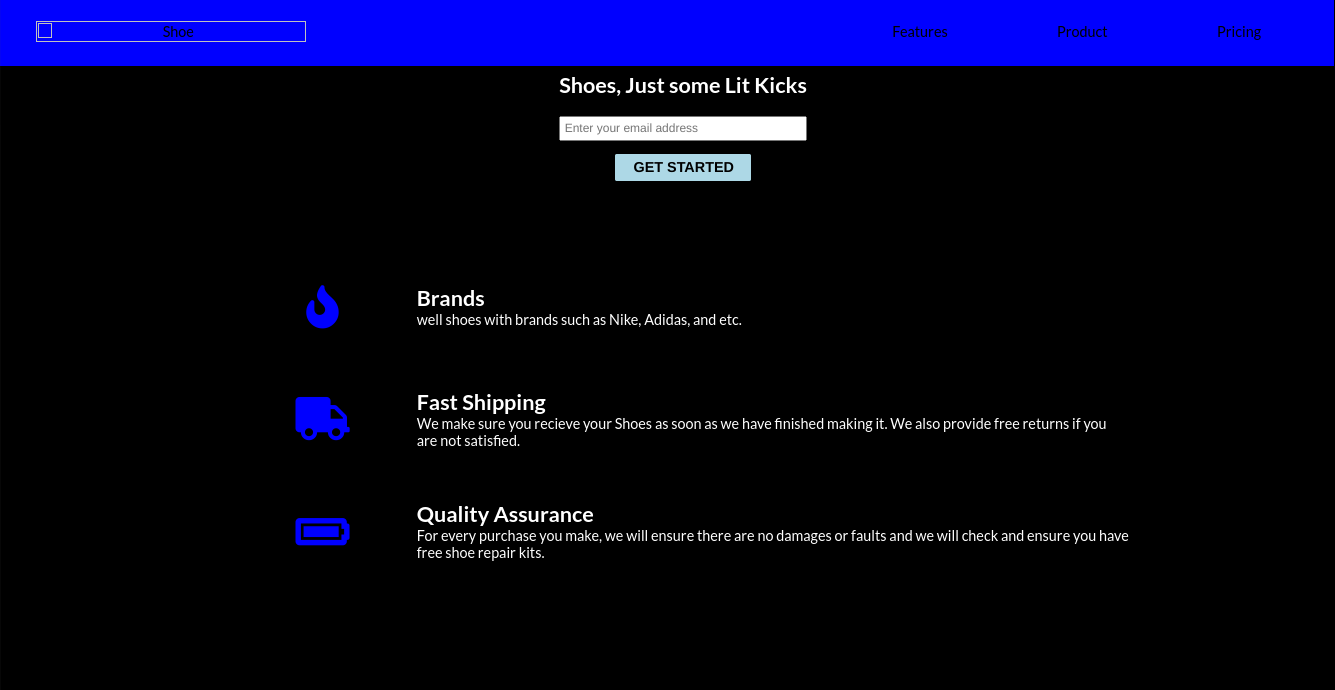 Shoe
Features
Product
Pricing
Shoes, Just some Lit Kicks
Enter your email address
GET STARTED
Brands
well shoes with brands such as Nike, Adidas, and etc.
Fast Shipping
We make sure you recieve your Shoes as soon as we have finished making it. We also provide free returns if you
are not satisfied.
Quality Assurance
For every purchase you make, we will ensure there are no damages or faults and we will check and ensure you have
free shoe repair kits.